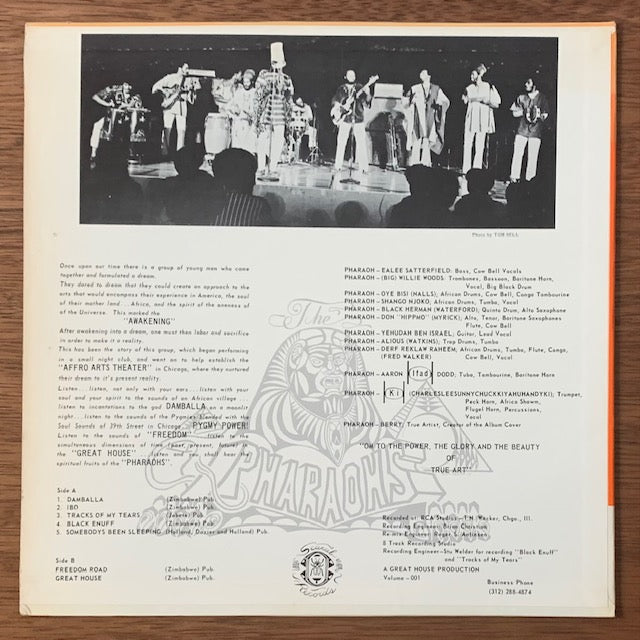 Photo by TOM HILL
Once upon our time there is a group of young men who came
together and formulated a dream.
They dared to dream that they could create an approach to the
arts that would encompass their experience in America, the soul
of their mother land . . Africa, and the spirit of the oneness of
of the Universe. This marked the
"AWAKENING"
After awakening into a dream, one must then labor and sacrifice
in order to make it a reality.
This has been the story of this group, which began performing
in a small night club, and went on to help establish the
"AFFRO ARTS THEATER" in Chicago, where they nurtured
their dream to it's present reality.
Listen . . . listen, not only with your ears . . . listen with your
soul and your spirit to the sounds of an African village . . .
listen to incantations to the god DAMBALLA on a moonlit
night . . . listen to the sounds of the Pygmies blended with the
Soul Sounds of 39th Street in Chicago . . PYGMY POWER!
Listen to the sounds of "FREEDOM" . . listen to the
simultaneous dimensions of time (past, present, future) in
the "GREAT HOUSE" . . . listen and you shall hear the
spiritual fruits of the "PHARAOHS".
PHARAOH – EALEE SATTERFIELD: Bass, Cow Bell Vocals
PHARAOH – (BIG) WILLIE WOODS: Trombones, Bassoon, Baritone Horn,
Vocal, Big Black Drum
PHARAOH – OYE BISI (NALLS); African Drums, Cow Bell, Conga Tambourine
PHARAOH – SHANGO NJOKO; African Drums, Tumba, Vocal
PHARAOH – BLACK HERMAN (WATERFORD); Quinto Drum, Alto Saxophone
PHARAOH – DON "HIPPMO" (MYRICK); Alto, Tenor, Baritone Saxophones
Flute, Cow Bell
PHARAOH – YEHUDAH BEN ISRAEL; Guitar, Lead Vocal
PHARAOH – ALIOUS (WATKINS); Trap Drums, Tumba
PHARAOH – DERF REKLAW RAHEEM, African Drums, Tumba, Flute, Congo,
(FRED WALKER) Cow Bell, Vocal
PHARAOH – AARON (Ifad) DODD; Tuba, Tambourine, Baritone Horn
PHARAOH – (Ki) (CHARLESLEESUNNYCHUCKKIYAHUHANDYKI); Trumpet,
Peck Horn, Africa Shawm,
Flugel Horn, Percussions,
Vocal
PHARAOH – BERRY; True Artist, Creator of the Album Cover
"OM TO THE POWER, THE GLORY AND THE BEAUTY
OF
TRUE ART"
The
PHARAOHS
Side A
1. DAMBALLA (Zimbabwe) Pub.
2. IBO (Zimbabwe) Pub.
3. TRACKS OF MY TEARS (Jobete) Pub.
4. BLACK ENUFF (Zimbabwe) Pub.
5. SOMEBODY'S BEEN SLEEPING (Holland, Dozier and Holland) Pub.
Side B
FREEDOM ROAD (Zimbabwe) Pub.
GREAT HOUSE (Zimbabwe) Pub.
Scarab
Records
Recorded at RCA Studios – 1 N. Wacker, Chgo., Ill.
Recording Engineer – Brian Christian
Re-mix Engineer – Roger S. Anfinsen
8 Track Recording Studio
Recording Engineer – Stu Walder for recording "Black Enuff"
and "Tracks of My Tears"
A GREAT HOUSE PRODUCTION
Volume – 001
Business Phone
(312) 288-4874